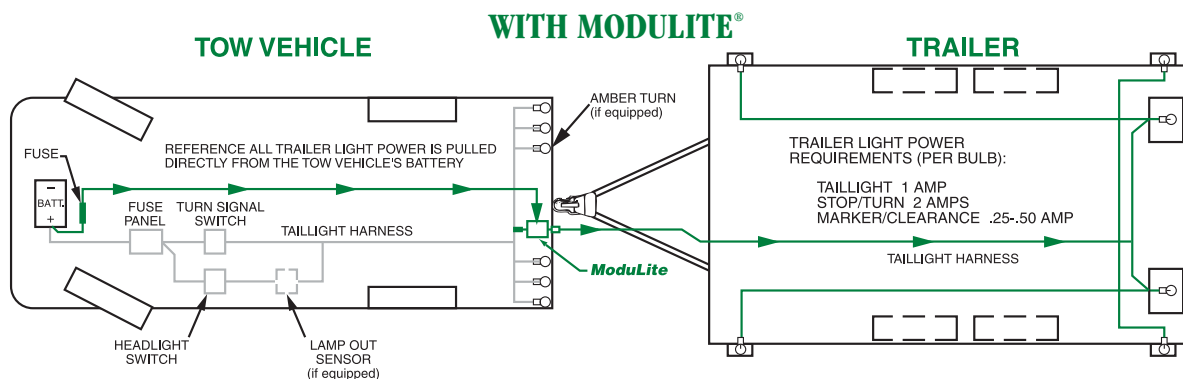 WITH MODULITE®
TOW VEHICLE
TRAILER
AMBER TURN
(if equipped)
REFERENCE ALL TRAILER LIGHT POWER IS PULLED
DIRECTLY FROM THE TOW VEHICLE'S BATTERY
FUSE
–
BATT.
+
FUSE
PANEL
TURN SIGNAL
SWITCH
TAILLIGHT HARNESS
ModuLite
HEADLIGHT
SWITCH
LAMP OUT
SENSOR
(if equipped)
TRAILER LIGHT POWER
REQUIREMENTS (PER BULB):
TAILLIGHT 1 AMP
STOP/TURN 2 AMPS
MARKER/CLEARANCE .25-.50 AMP
TAILLIGHT HARNESS